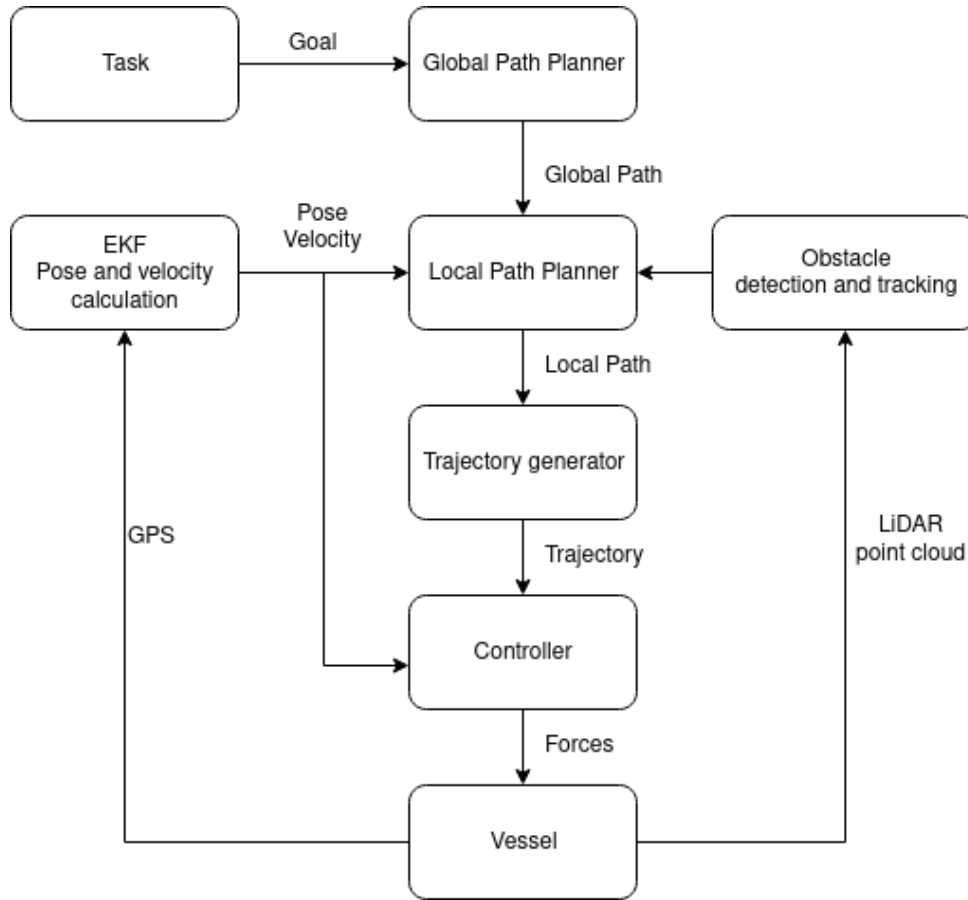 Task
Goal
Global Path Planner
Global Path
EKF
Pose and velocity
calculation
Pose
Velocity
Local Path Planner
Obstacle
detection and tracking
Local Path
Trajectory generator
GPS
LiDAR
point cloud
Trajectory
Controller
Forces
Vessel